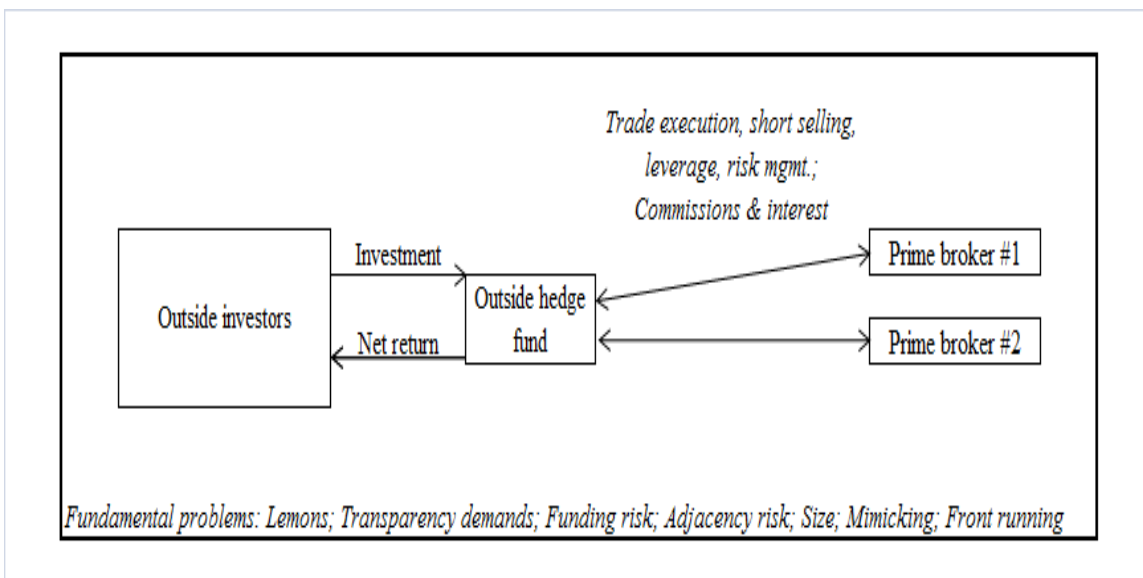 Trade execution, short selling,
leverage, risk mgmt.;
Commissions & interest
Outside investors
Investment
Net return
Outside hedge
fund
Prime broker #1
Prime broker #2
Fundamental problems: Lemons; Transparency demands; Funding risk; Adjacency risk; Size; Mimicking; Front running